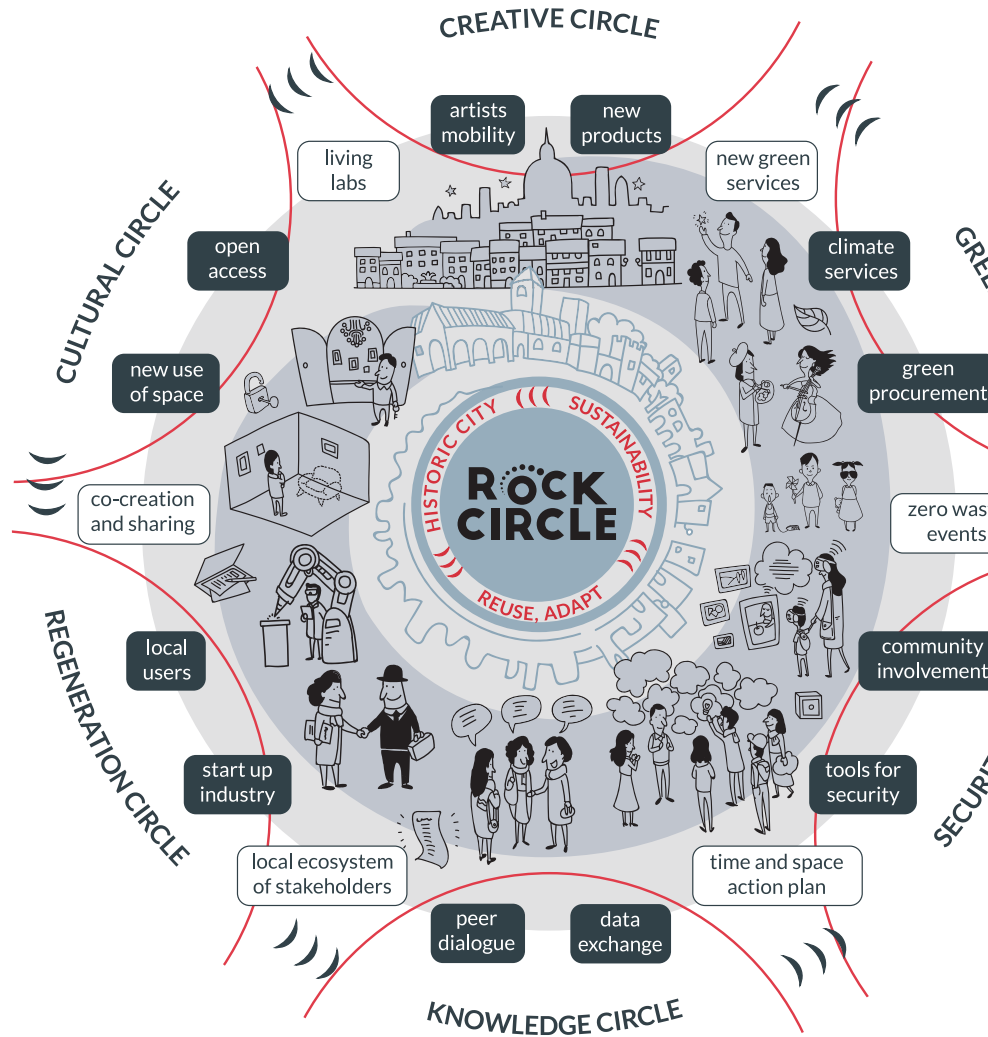 CREATIVE CIRCLE
artists
mobility
new
products
living
labs
new green
services
CULTURAL CIRCLE
open
access
climate
services
new use
of space
green
procurement
HISTORIC CITY
SUSTAINABILITY
REUSE, ADAPT
ROCK
CIRCLE
co-creation
and sharing
zero
events
local
users
community
involvement
REGENERATION CIRCLE
start up
industry
tools for
security
local ecosystem
of stakeholders
time and space
action plan
peer
dialogue
data
exchange
KNOWLEDGE CIRCLE